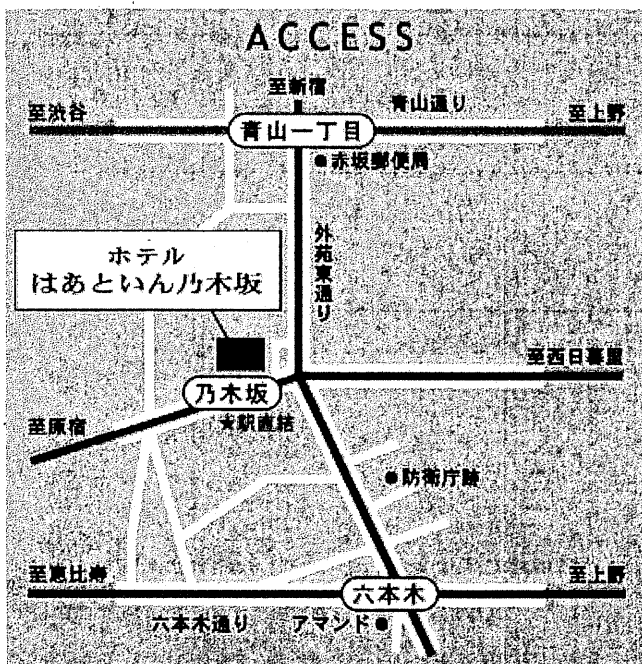 ACCESS
至新宿
至渋谷
青山通り
至上野
青山一丁目
●赤坂郵便局
外苑東通り
ホテル
はあといん乃木坂
至西日暮里
乃木坂
★駅直結
至原宿
●防衛庁跡
至恵比寿
至上野
六本木
六本木通り
アマンド●